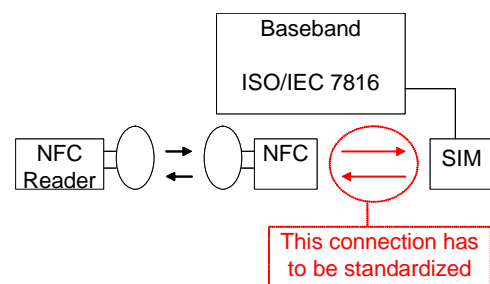 Baseband
ISO/IEC 7816
NFC
Reader
NFC
SIM
This connection has
to be standardized